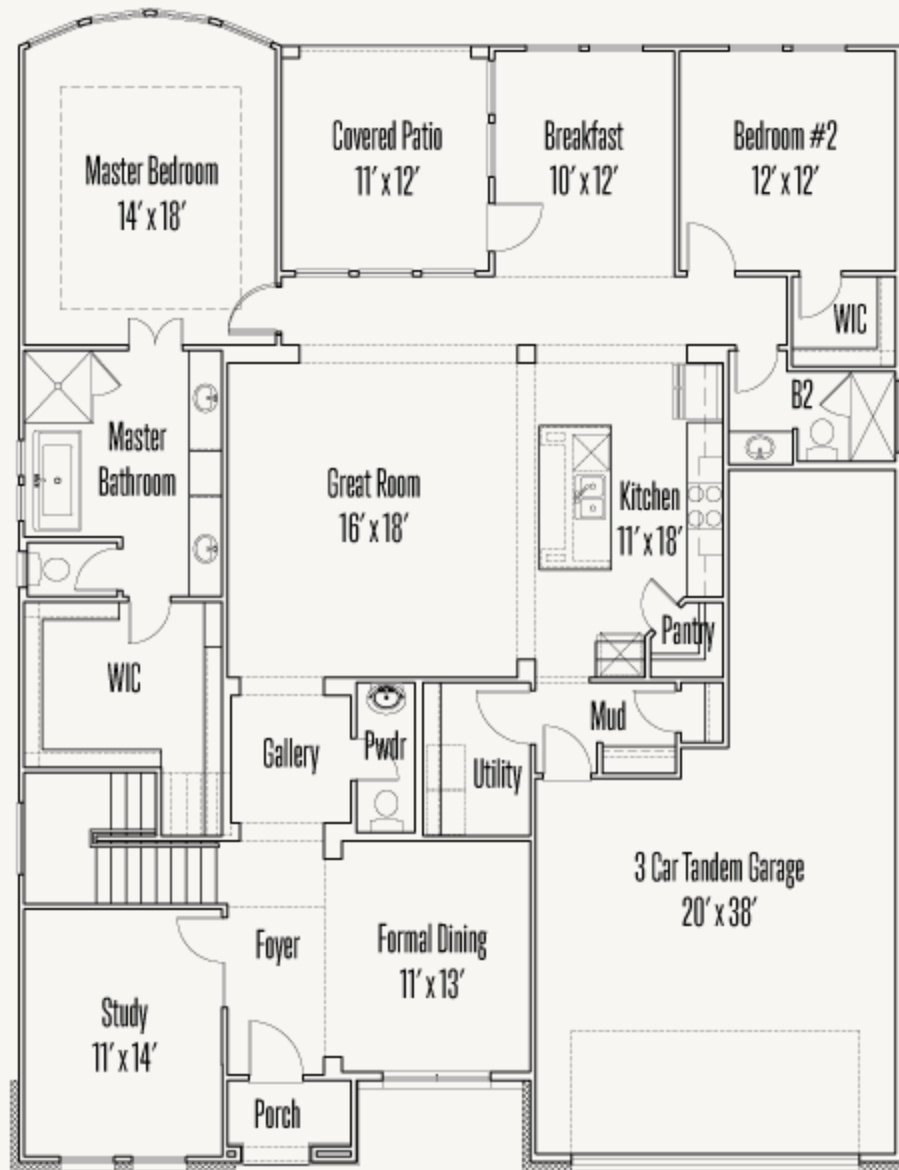 Master Bedroom
14' x 18'
Covered Patio
11' x 12'
Breakfast
10' x 12'
Bedroom #2
12' x 12'
WIC
B2
Master
Bathroom
Great Room
16' x 18'
Kitchen
11' x 18'
Pantry
WIC
Gallery
Pwdr
Utility
Mud
3 Car Tandem Garage
20' x 38'
Foyer
Formal Dining
11' x 13'
Study
11' x 14'
Porch